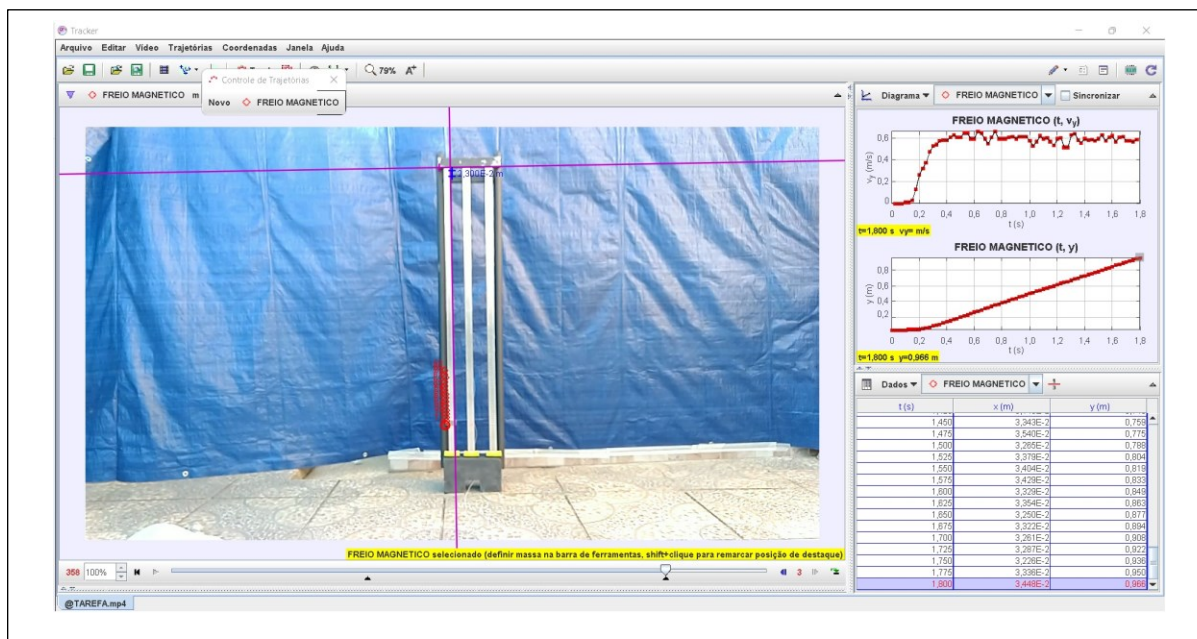 Tracker
Arquivo Editar Vídeo Trajetórias Coordenadas Janela Ajuda
79%
Controle de Trajetórias
FREIO MAGNETICO m
Novo FREIO MAGNETICO
2,300E-2 m
FREIO MAGNETICO selecionado (definir massa na barra de ferramentas, shift+clique para remarcar posição de destaque)
358 100% 3
@TAREFA.mp4
Diagrama FREIO MAGNETICO Sincronizar
FREIO MAGNETICO (t, vy)
vy (m/s)
0,6
0,4
0,2
0
0 0,2 0,4 0,6 0,8 1,0 1,2 1,4 1,6 1,8
t (s)
t=1,800 s vy= m/s
FREIO MAGNETICO (t, y)
y (m)
0,8
0,6
0,4
0,2
0 0,2 0,4 0,6 0,8 1,0 1,2 1,4 1,6 1,8
t (s)
t=1,800 s y=0,966 m
Dados FREIO MAGNETICO
t (s) x (m) y (m)
1,450 3,343E-2 0,759
1,475 3,540E-2 0,775
1,500 3,265E-2 0,788
1,525 3,379E-2 0,804
1,550 3,404E-2 0,819
1,575 3,429E-2 0,833
1,600 3,329E-2 0,849
1,625 3,354E-2 0,863
1,650 3,250E-2 0,877
1,675 3,322E-2 0,894
1,700 3,261E-2 0,908
1,725 3,287E-2 0,922
1,750 3,226E-2 0,936
1,775 3,336E-2 0,950
1,800 3,448E-2 0,966